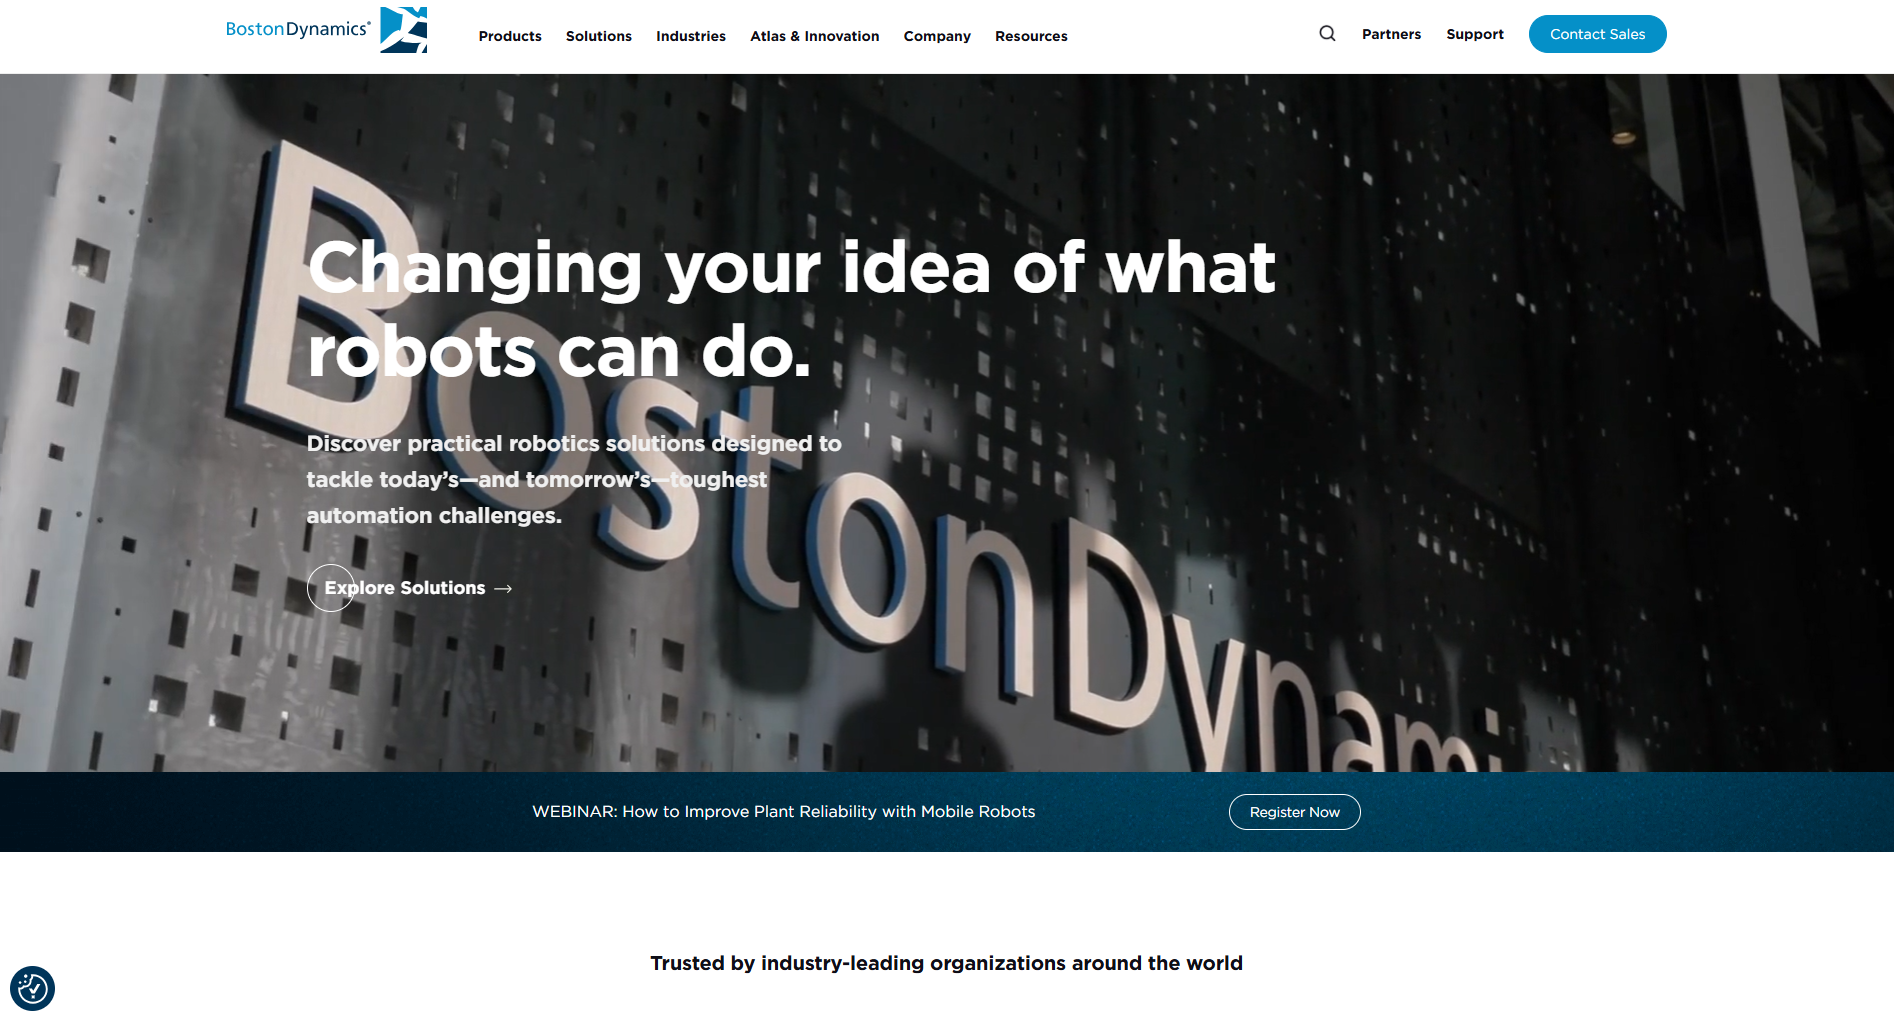 BostonDynamics®
Products Solutions Industries Atlas & Innovation Company Resources
Partners Support Contact Sales
Changing your idea of what
robots can do.
Discover practical robotics solutions designed to
tackle today’s—and tomorrow’s—toughest
automation challenges.
Explore Solutions →
BostonDynami
WEBINAR: How to Improve Plant Reliability with Mobile Robots
Register Now
Trusted by industry-leading organizations around the world